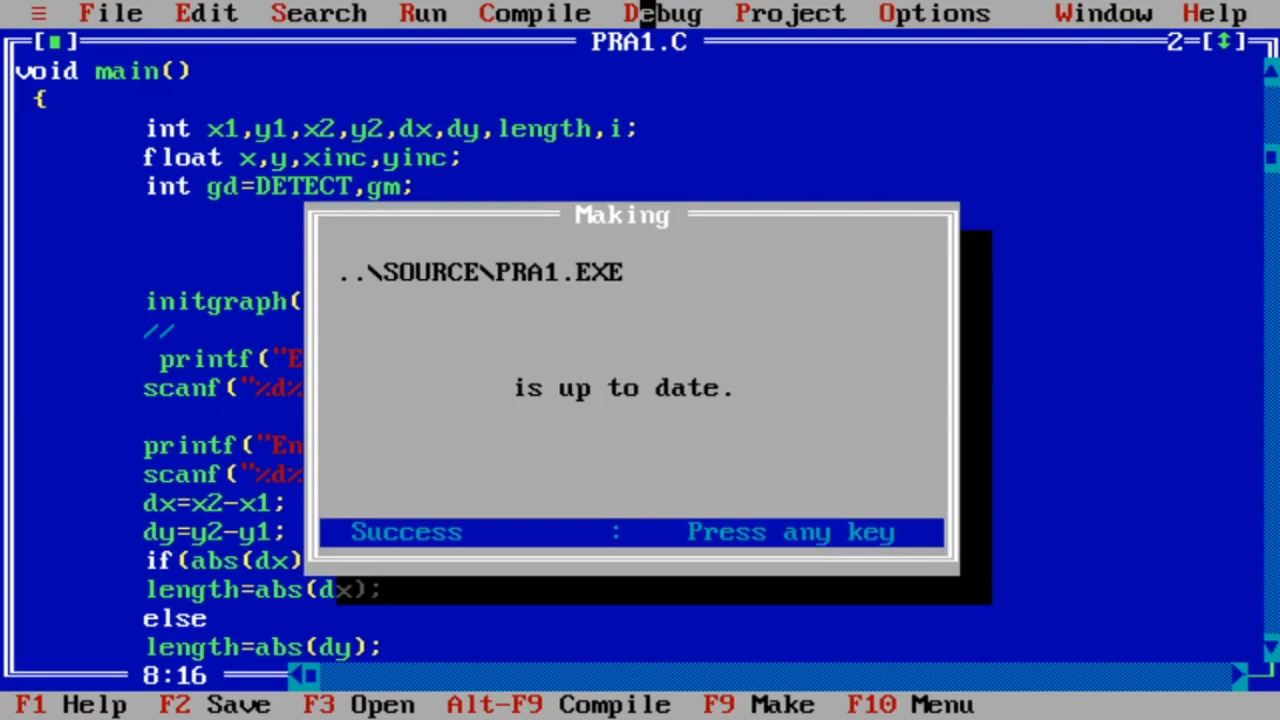 ≡ File Edit Search Run Compile Debug Project Options Window Help
[■] PRA1.C 2=[↕]
void main()
{
int x1,y1,x2,y2,dx,dy,length,i;
float x,y,xinc,yinc;
int gd=DETECT,gm;
Making
..\SOURCE\PRA1.EXE
initgraph(
//
printf("E
scanf("%d%
is up to date.
printf("En
scanf("%d%
dx=x2-x1;
dy=y2-y1;
Success : Press any key
if(abs(dx)
length=abs(dx);
else
length=abs(dy);
8:16
F1 Help F2 Save F3 Open Alt-F9 Compile F9 Make F10 Menu